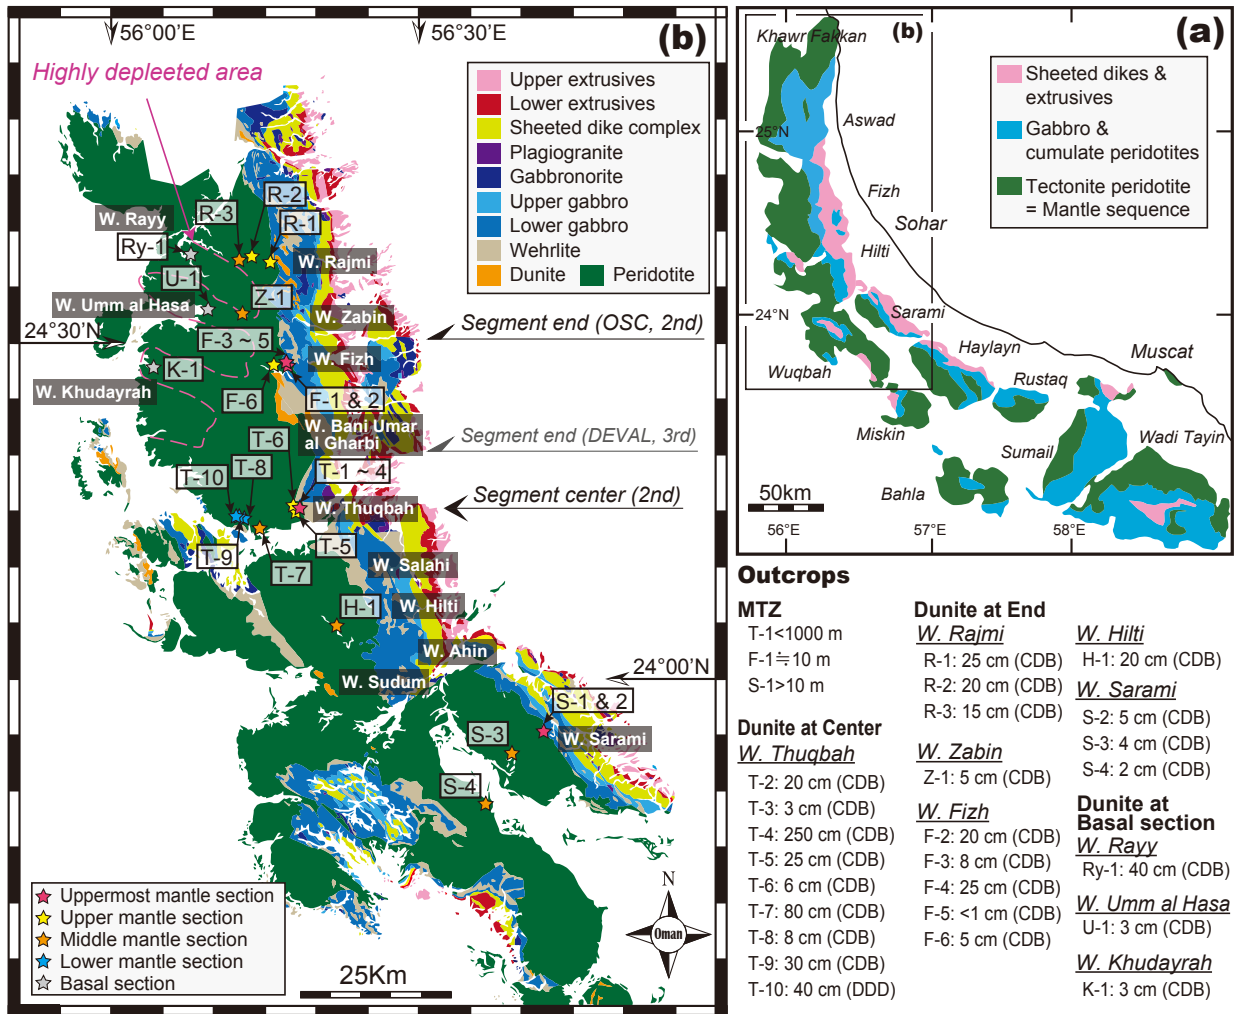 56°00'E
56°30'E
(b)
Highly depleeted area
Upper extrusives
Lower extrusives
Sheeted dike complex
Plagiogranite
Gabbronorite
Upper gabbro
Lower gabbro
Wehrlite
Dunite
Peridotite
R-2
R-3
R-1
W. Rayy
Ry-1
W. Rajmi
U-1
Z-1
W. Umm al Hasa
W. Zabin
24°30'N
F-3 ~ 5
Segment end (OSC, 2nd)
W. Fizh
K-1
W. Khudayrah
F-6
F-1 & 2
W. Bani Umar
al Gharbi
Segment end (DEVAL, 3rd)
T-6
T-8
T-10
T-1 ~ 4
Segment center (2nd)
W. Thuqbah
T-9
T-5
T-7
W. Salahi
H-1
W. Hilti
W. Ahin
24°00'N
W. Sudum
S-1 & 2
S-3
W. Sarami
S-4
Uppermost mantle section
Upper mantle section
Middle mantle section
Lower mantle section
Basal section
25Km
N
Oman
(a)
(b)
Khawr Fakkan
Sheeted dikes &
extrusives
Gabbro &
cumulate peridotites
Tectonite peridotite
= Mantle sequence
25°N
Aswad
Fizh
Sohar
Hilti
24°N
Sarami
Haylayn
Muscat
Wuqbah
Rustaq
Miskin
Sumail
Wadi Tayin
Bahla
50km
56°E
57°E
58°E
Outcrops
MTZ
T-1<1000 m
F-1≒10 m
S-1>10 m
Dunite at Center
W. Thuqbah
T-2: 20 cm (CDB)
T-3: 3 cm (CDB)
T-4: 250 cm (CDB)
T-5: 25 cm (CDB)
T-6: 6 cm (CDB)
T-7: 80 cm (CDB)
T-8: 8 cm (CDB)
T-9: 30 cm (CDB)
T-10: 40 cm (DDD)
Dunite at End
W. Rajmi
R-1: 25 cm (CDB)
R-2: 20 cm (CDB)
R-3: 15 cm (CDB)
W. Zabin
Z-1: 5 cm (CDB)
W. Fizh
F-2: 20 cm (CDB)
F-3: 8 cm (CDB)
F-4: 25 cm (CDB)
F-5: <1 cm (CDB)
F-6: 5 cm (CDB)
W. Hilti
H-1: 20 cm (CDB)
W. Sarami
S-2: 5 cm (CDB)
S-3: 4 cm (CDB)
S-4: 2 cm (CDB)
Dunite at
Basal section
W. Rayy
Ry-1: 40 cm (CDB)
W. Umm al Hasa
U-1: 3 cm (CDB)
W. Khudayrah
K-1: 3 cm (CDB)